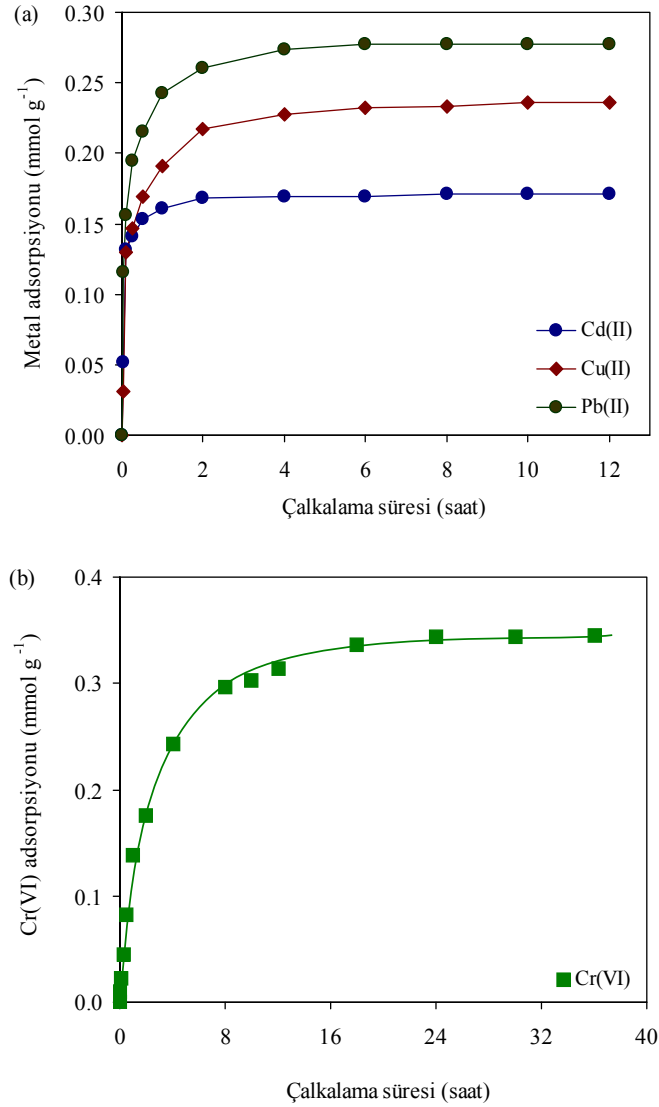 (a)
0.30
0.25
0.20
0.15
0.10
0.05
0.00
Metal adsorpsiyonu (mmol g⁻¹)
Cd(II)
Cu(II)
Pb(II)
0 2 4 6 8 10 12
Çalkalama süresi (saat)
(b)
0.4
0.3
0.2
0.1
0.0
Cr(VI) adsorpsiyonu (mmol g⁻¹)
Cr(VI)
0 8 16 24 32 40
Çalkalama süresi (saat)